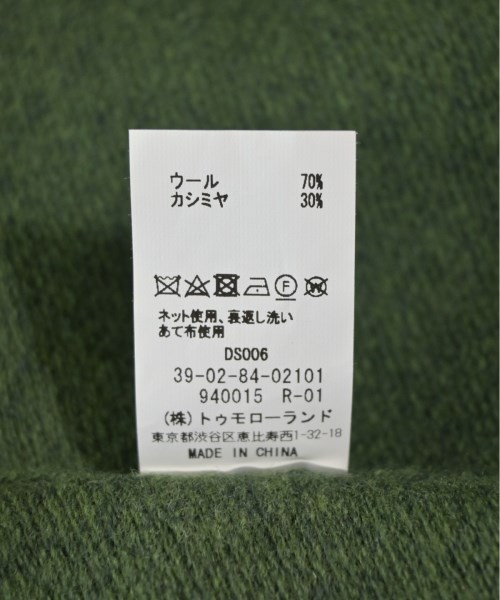 ウール 70%
カシミヤ 30%
F W
ネット使用、裏返し洗い
あて布使用
DS006
39-02-84-02101
940015 R-01
(株)トゥモローランド
東京都渋谷区恵比寿西1-32-18
MADE IN CHINA